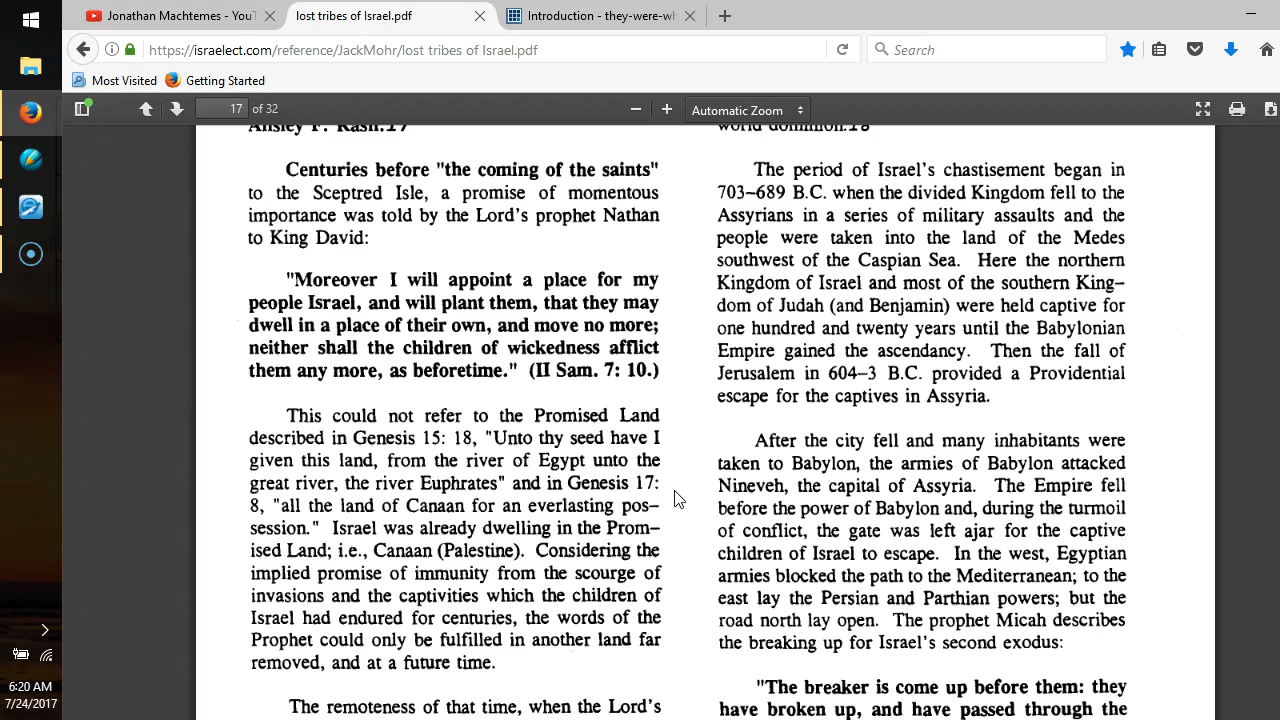 Jonathan Machtemes - YouT
lost tribes of Israel.pdf
Introduction - they-were-wh
https://israelect.com/reference/JackMohr/lost tribes of Israel.pdf
Search
Most Visited
Getting Started
17 of 32
Automatic Zoom
Ansley F. Rash.17
Centuries before "the coming of the saints"
to the Sceptred Isle, a promise of momentous
importance was told by the Lord's prophet Nathan
to King David:
"Moreover I will appoint a place for my
people Israel, and will plant them, that they may
dwell in a place of their own, and move no more;
neither shall the children of wickedness afflict
them any more, as beforetime." (II Sam. 7: 10.)
This could not refer to the Promised Land
described in Genesis 15: 18, "Unto thy seed have I
given this land, from the river of Egypt unto the
great river, the river Euphrates" and in Genesis 17:
8, "all the land of Canaan for an everlasting pos-
session." Israel was already dwelling in the Prom-
ised Land; i.e., Canaan (Palestine). Considering the
implied promise of immunity from the scourge of
invasions and the captivities which the children of
Israel had endured for centuries, the words of the
Prophet could only be fulfilled in another land far
removed, and at a future time.
The remoteness of that time, when the Lord's
world dominion.18
The period of Israel's chastisement began in
703-689 B.C. when the divided Kingdom fell to the
Assyrians in a series of military assaults and the
people were taken into the land of the Medes
southwest of the Caspian Sea. Here the northern
Kingdom of Israel and most of the southern King-
dom of Judah (and Benjamin) were held captive for
one hundred and twenty years until the Babylonian
Empire gained the ascendancy. Then the fall of
Jerusalem in 604-3 B.C. provided a Providential
escape for the captives in Assyria.
After the city fell and many inhabitants were
taken to Babylon, the armies of Babylon attacked
Nineveh, the capital of Assyria. The Empire fell
before the power of Babylon and, during the turmoil
of conflict, the gate was left ajar for the captive
children of Israel to escape. In the west, Egyptian
armies blocked the path to the Mediterranean; to the
east lay the Persian and Parthian powers; but the
road north lay open. The prophet Micah describes
the breaking up for Israel's second exodus:
"The breaker is come up before them: they
have broken up, and have passed through the
6:20 AM
7/24/2017